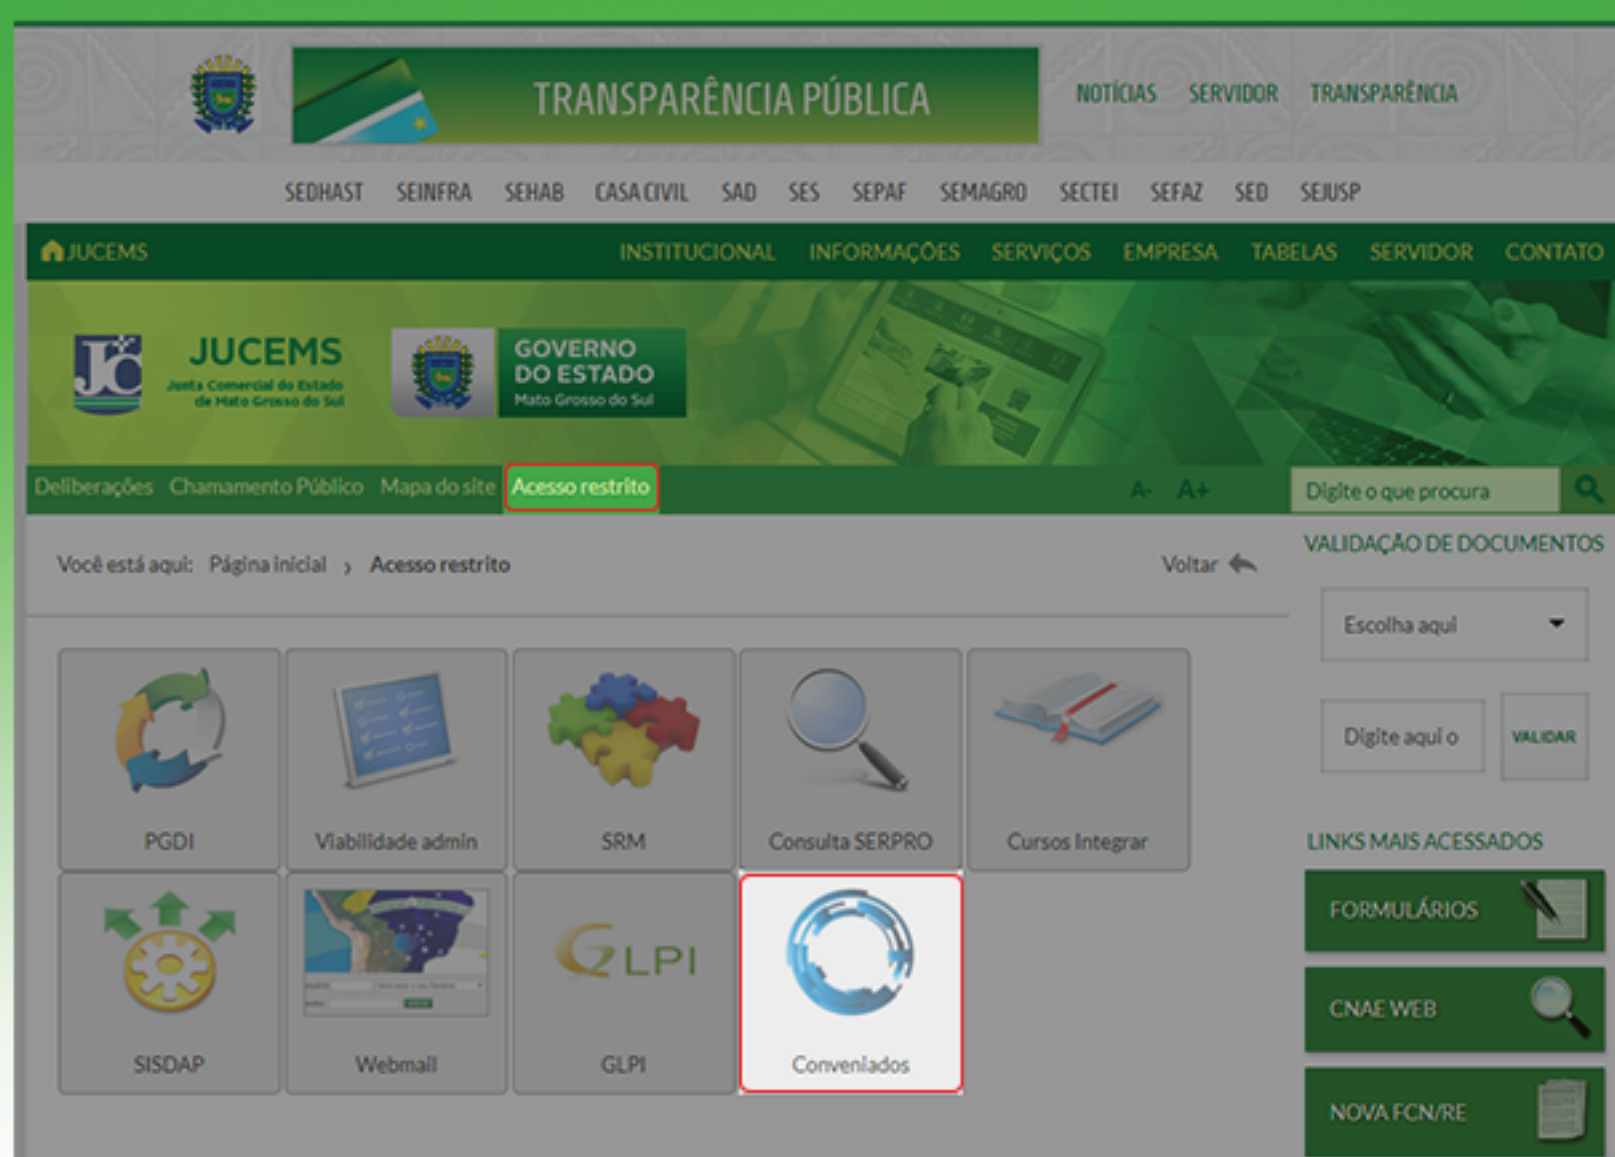 TRANSPARÊNCIA PÚBLICA
NOTÍCIAS SERVIDOR TRANSPARÊNCIA
SEDHAST SEINFRA SEHAB CASA CIVIL SAD SES SEPAF SEMAGRO SECTEI SEFAZ SED SEJUSP
JUCEMS INSTITUCIONAL INFORMAÇÕES SERVIÇOS EMPRESA TABELAS SERVIDOR CONTATO
JC
JUCEMS
Junta Comercial do Estado
de Mato Grosso do Sul
GOVERNO
DO ESTADO
Mato Grosso do Sul
Deliberações Chamamento Público Mapa do site Acesso restrito A- A+ Digite o que procura
Você está aqui: Página inicial > Acesso restrito Voltar
VALIDAÇÃO DE DOCUMENTOS
Escolha aqui
Digite aqui o VALIDAR
PGDI Viabilidade admin SRM Consulta SERPRO Cursos Integrar
LINKS MAIS ACESSADOS
FORMULÁRIOS
GLPI
CNAE WEB
SISDAP Webmail GLPI Conveniados
NOVA FCN/RE